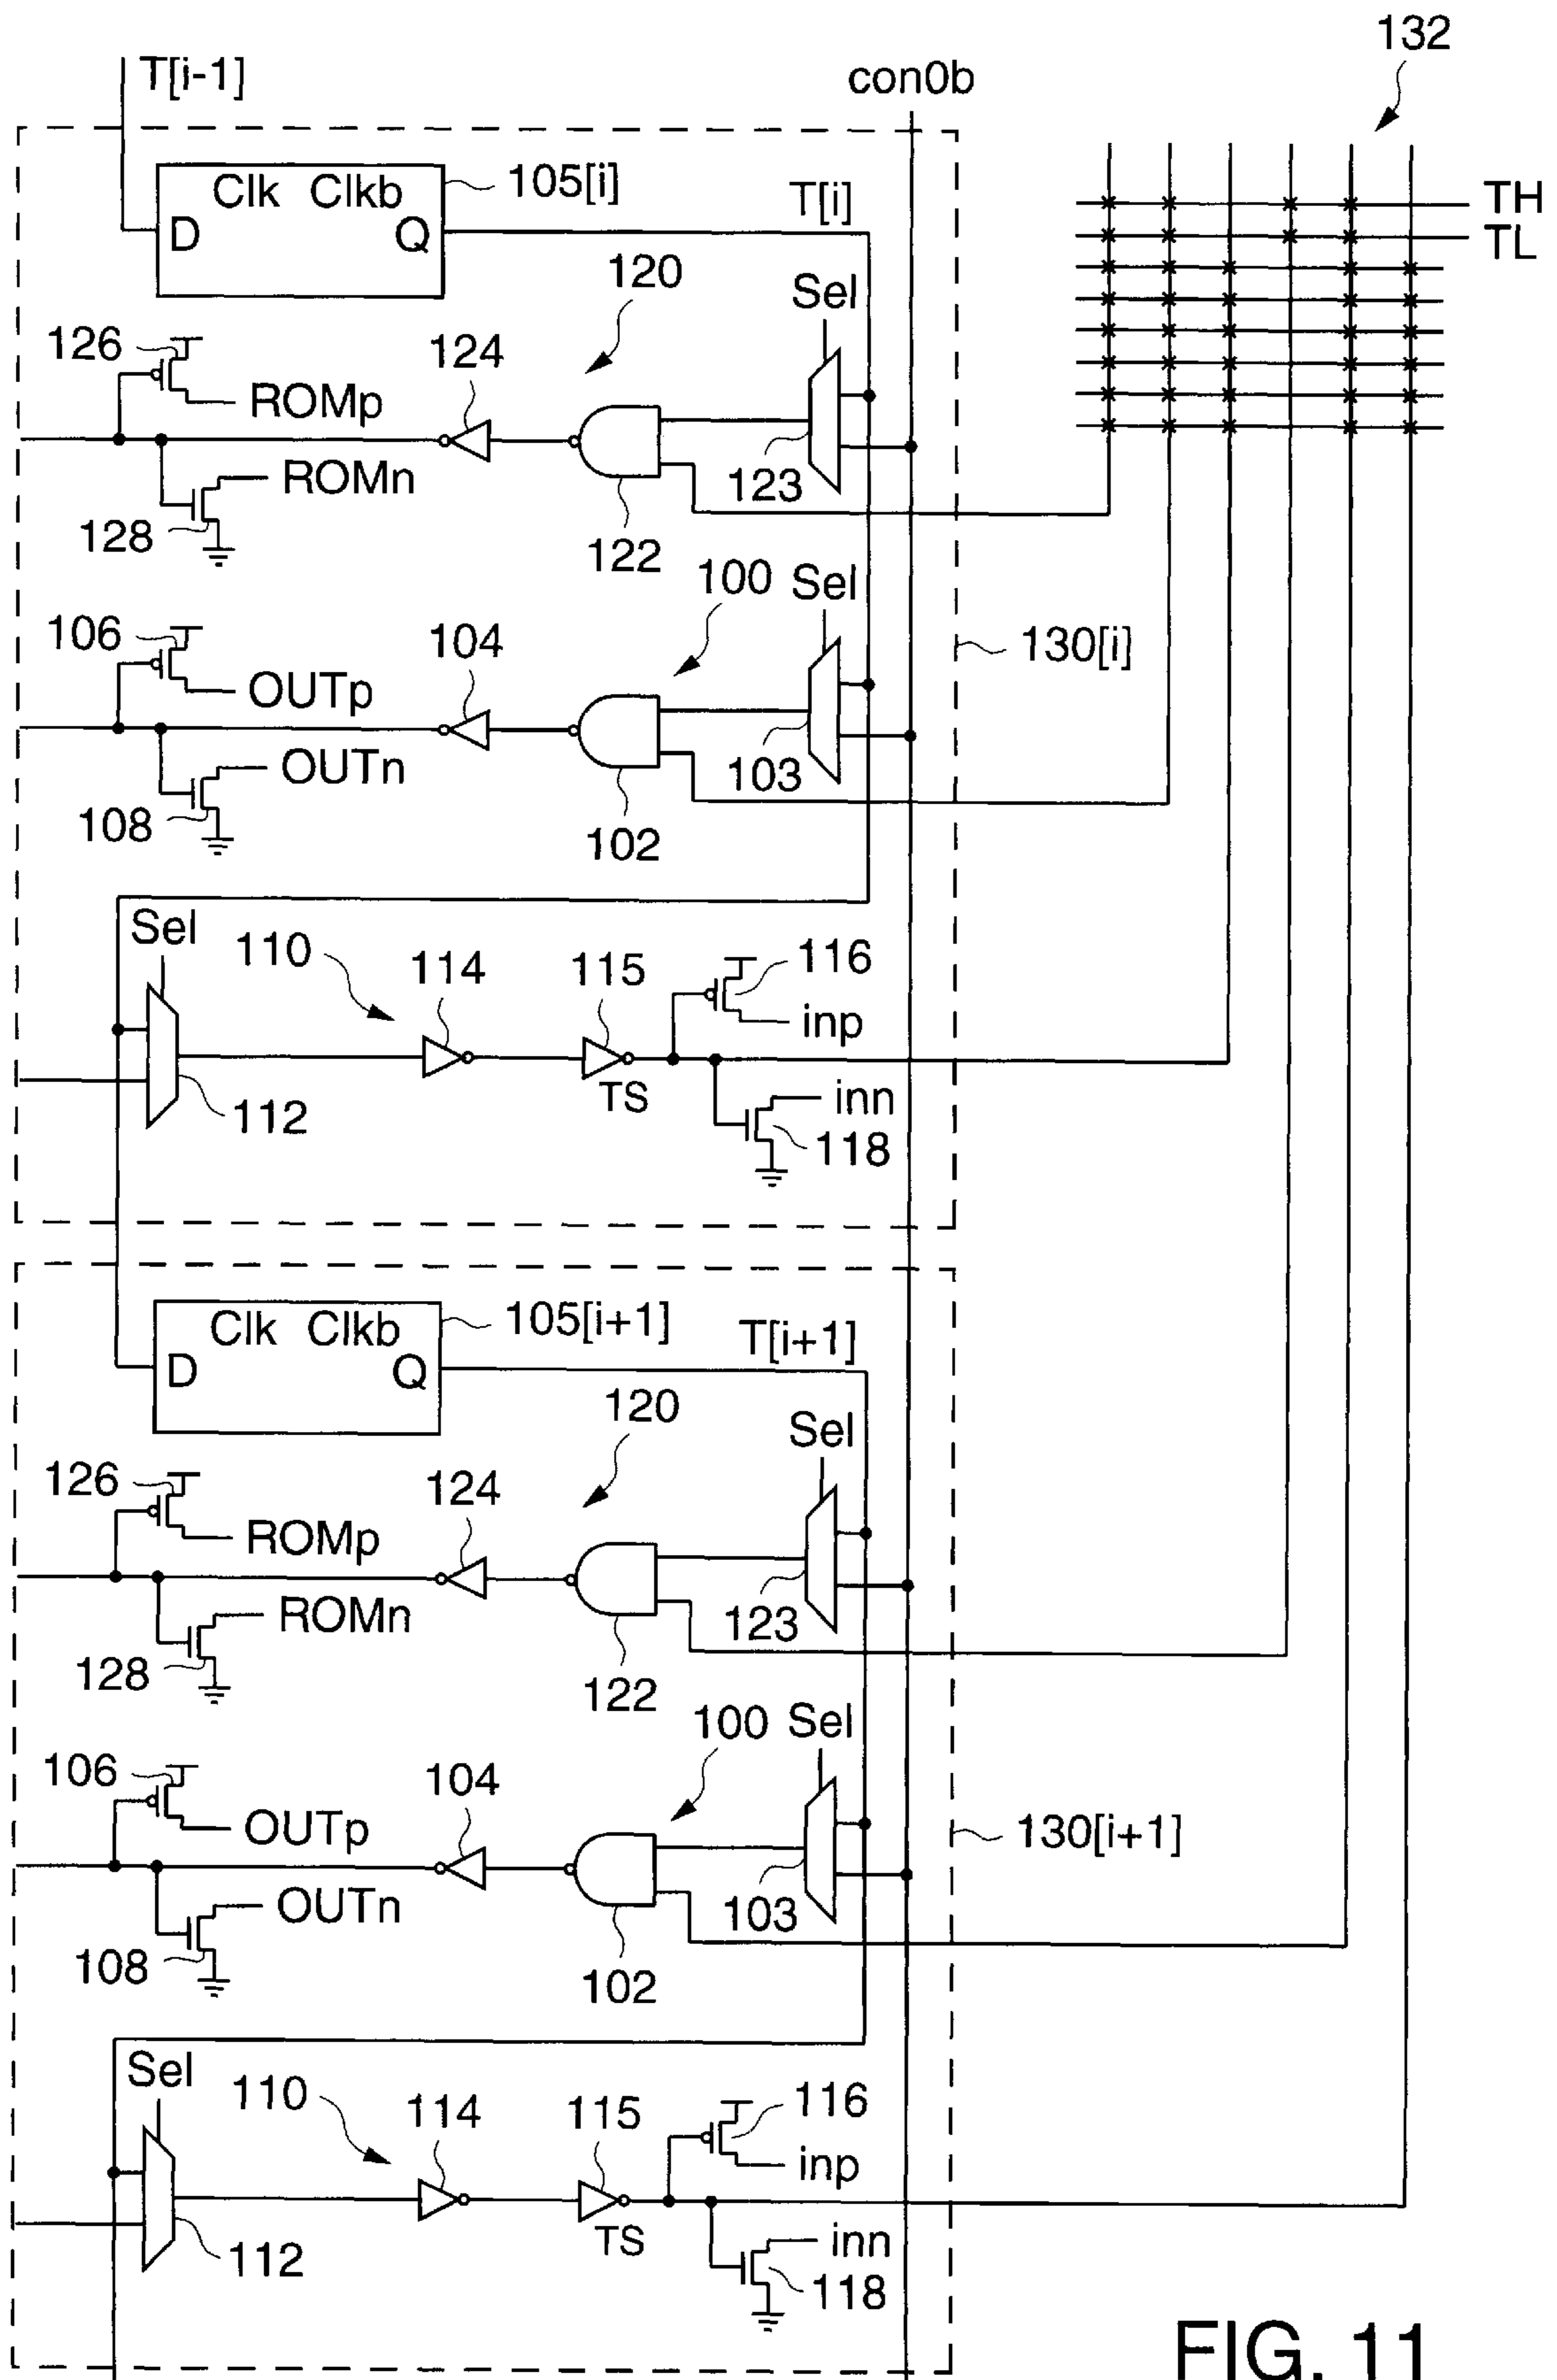 132
T[i-1]
con0b
Clk Clkb
105[i]
T[i]
TH
D
Q
TL
120
Sel
126
124
ROMp
ROMn
123
128
122
100
Sel
106
104
130[i]
OUTp
OUTn
103
108
102
Sel
110
114
115
116
inp
TS
inn
112
118
Clk Clkb
105[i+1]
T[i+1]
D
Q
120
Sel
126
124
ROMp
ROMn
123
128
122
100
Sel
106
104
OUTp
130[i+1]
OUTn
103
108
102
Sel
110
114
115
116
inp
TS
inn
112
118
FIG. 11